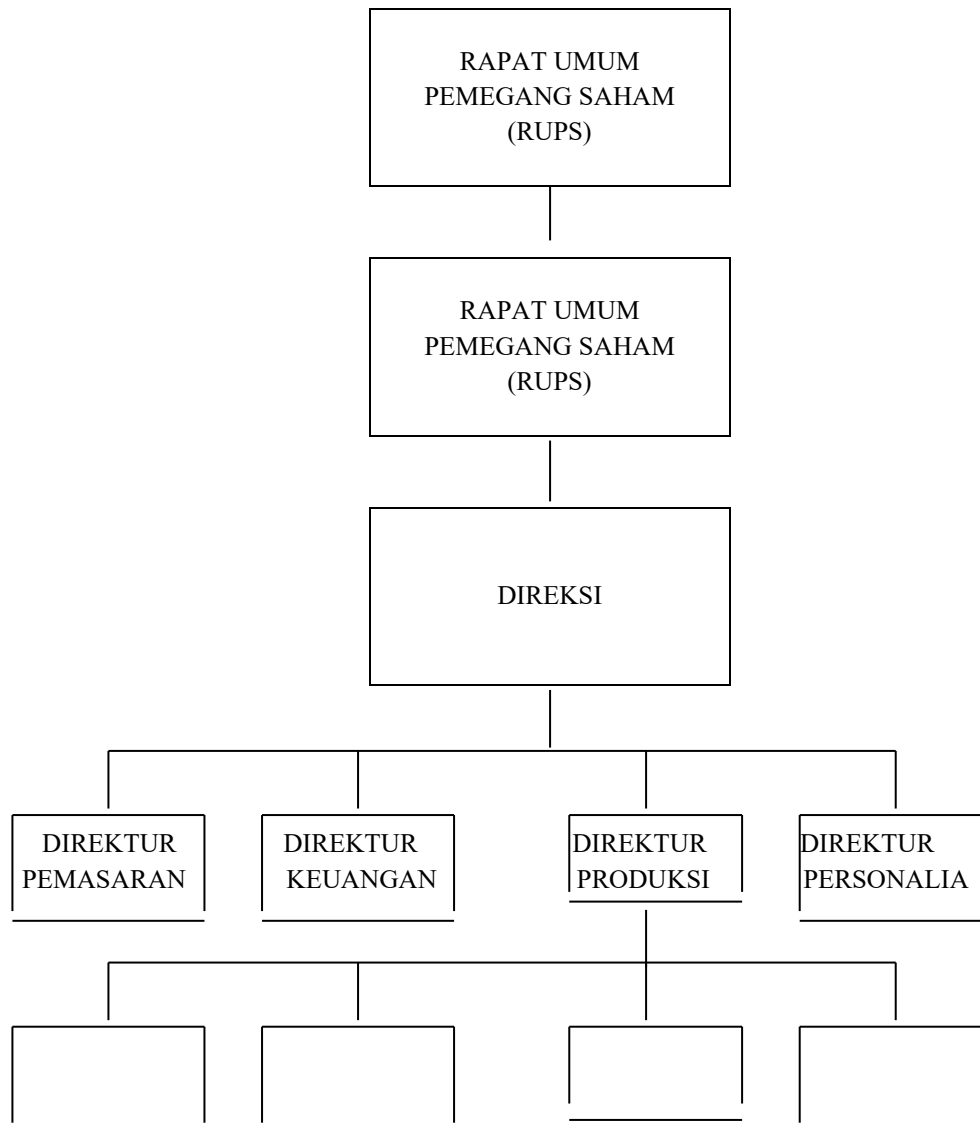 RAPAT UMUM
PEMEGANG SAHAM
(RUPS)
RAPAT UMUM
PEMEGANG SAHAM
(RUPS)
DIREKSI
DIREKTUR
PEMASARAN
DIREKTUR
KEUANGAN
DIREKTUR
PRODUKSI
DIREKTUR
PERSONALIA